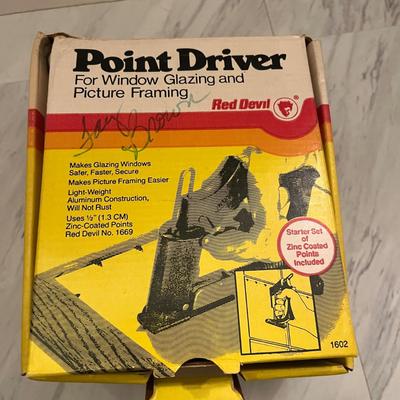 Point Driver
For Window Glazing and
Picture Framing
Red Devil ®
Brown
Makes Glazing Windows
Safer, Faster, Secure
Makes Picture Framing Easier
Light-Weight
Aluminum Construction,
Will Not Rust
Uses ½" (1.3 CM)
Zinc-Coated Points
Red Devil No. 1669
Starter Set
of
Zinc Coated
Points
Included
1602